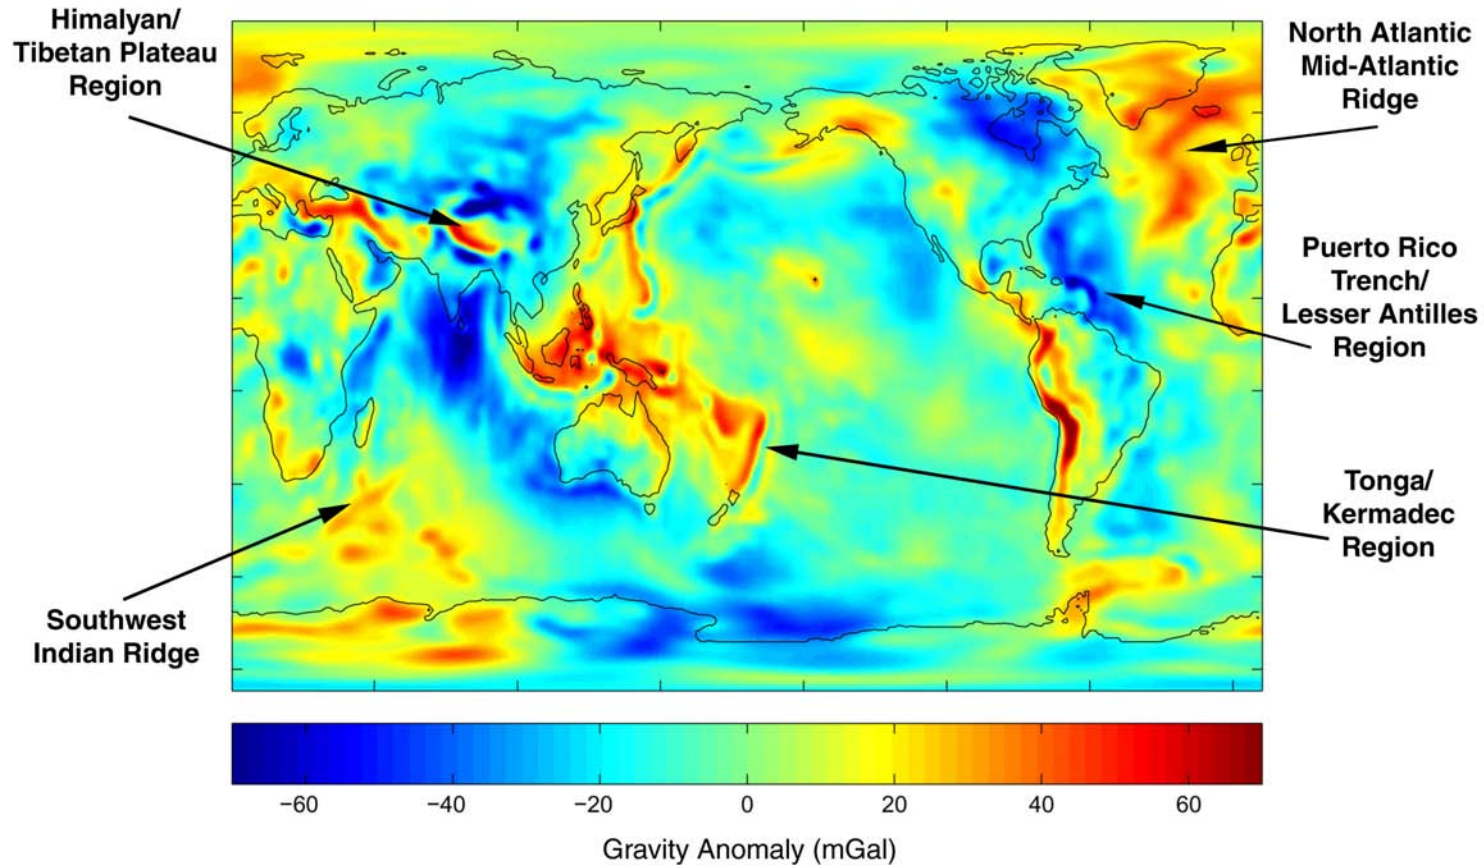 Himalyan/
Tibetan Plateau
Region
North Atlantic
Mid-Atlantic
Ridge
Puerto Rico
Trench/
Lesser Antilles
Region
Tonga/
Kermadec
Region
Southwest
Indian Ridge
−60 −40 −20 0 20 40 60
Gravity Anomaly (mGal)